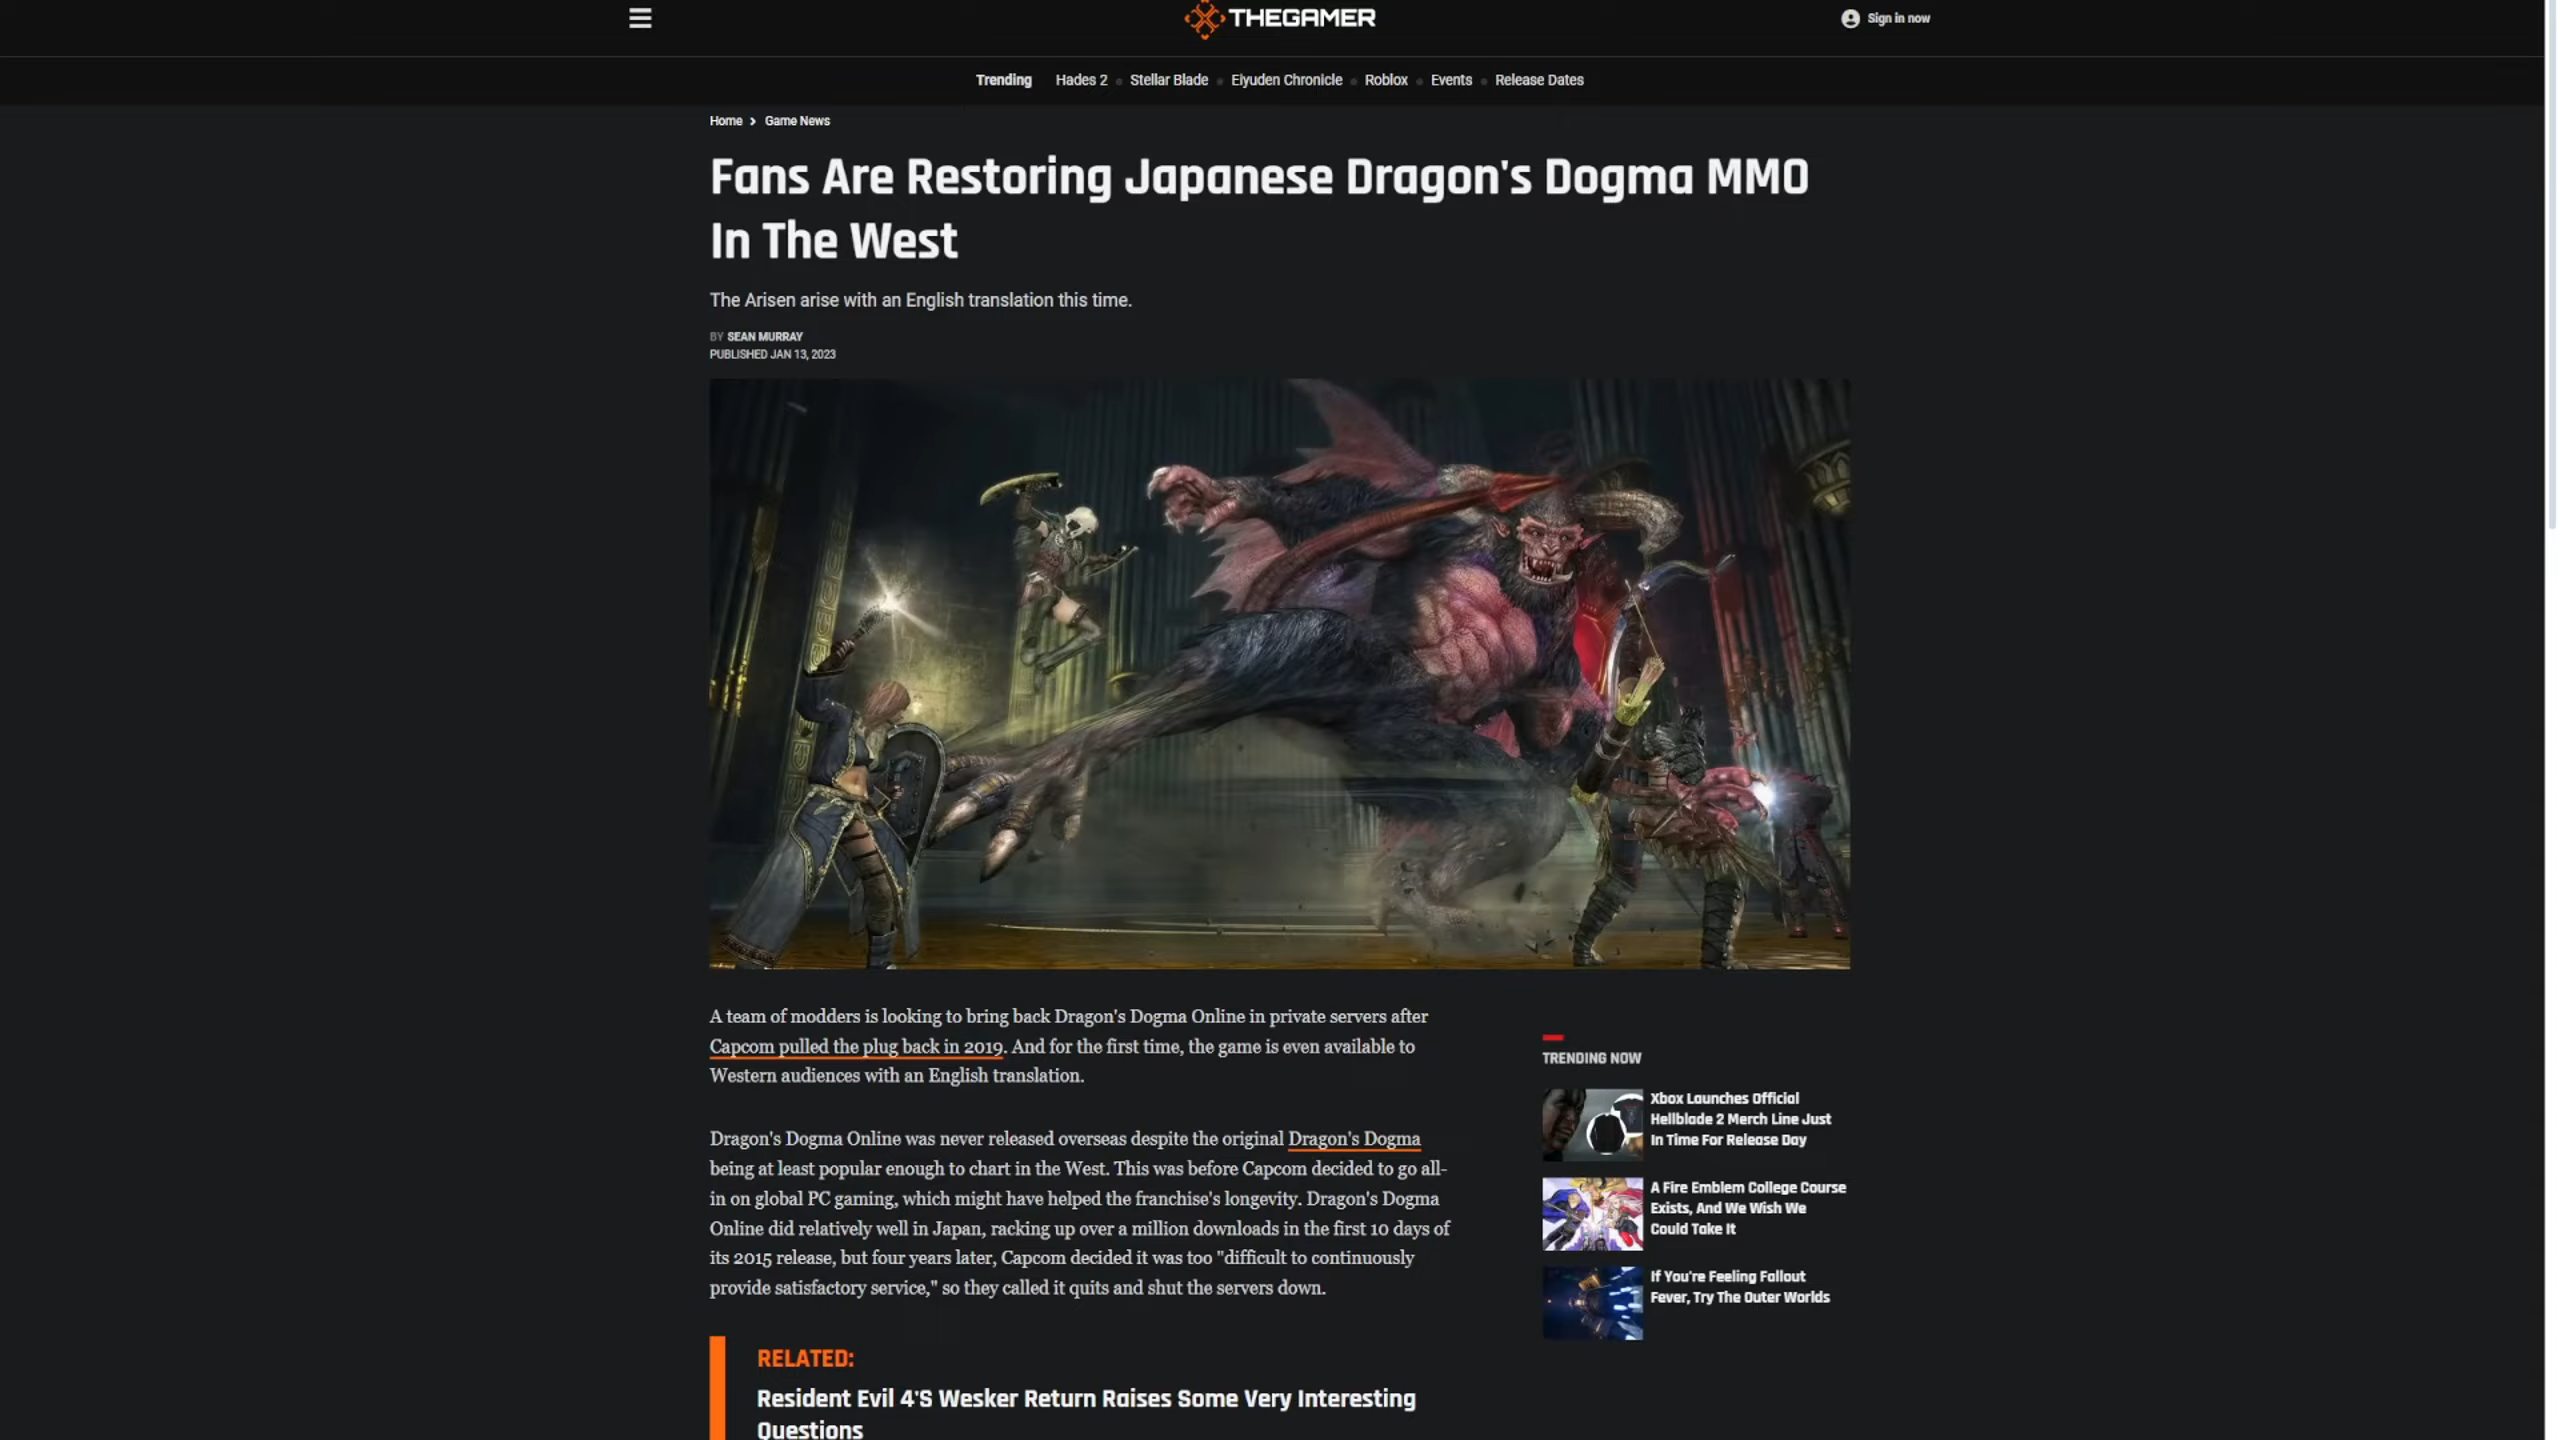 THEGAMER
Sign in now
Trending Hades 2 Stellar Blade Eiyuden Chronicle Roblox Events Release Dates
Home > Game News
Fans Are Restoring Japanese Dragon's Dogma MMO
In The West
The Arisen arise with an English translation this time.
BY SEAN MURRAY
PUBLISHED JAN 13, 2023
A team of modders is looking to bring back Dragon's Dogma Online in private servers after
Capcom pulled the plug back in 2019. And for the first time, the game is even available to
Western audiences with an English translation.
Dragon's Dogma Online was never released overseas despite the original Dragon's Dogma
being at least popular enough to chart in the West. This was before Capcom decided to go all-
in on global PC gaming, which might have helped the franchise's longevity. Dragon's Dogma
Online did relatively well in Japan, racking up over a million downloads in the first 10 days of
its 2015 release, but four years later, Capcom decided it was too "difficult to continuously
provide satisfactory service," so they called it quits and shut the servers down.
RELATED:
Resident Evil 4'S Wesker Return Raises Some Very Interesting
Questions
TRENDING NOW
Xbox Launches Official
Hellblade 2 Merch Line Just
In Time For Release Day
A Fire Emblem College Course
Exists, And We Wish We
Could Take It
If You're Feeling Fallout
Fever, Try The Outer Worlds